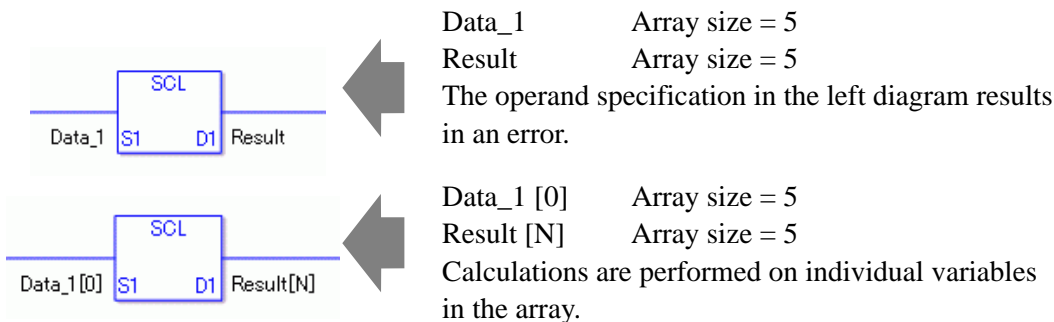 SCL
Data_1 S1 D1 Result
Data_1 Array size = 5
Result Array size = 5
The operand specification in the left diagram results
in an error.
SCL
Data_1[0] S1 D1 Result[N]
Data_1 [0] Array size = 5
Result [N] Array size = 5
Calculations are performed on individual variables
in the array.